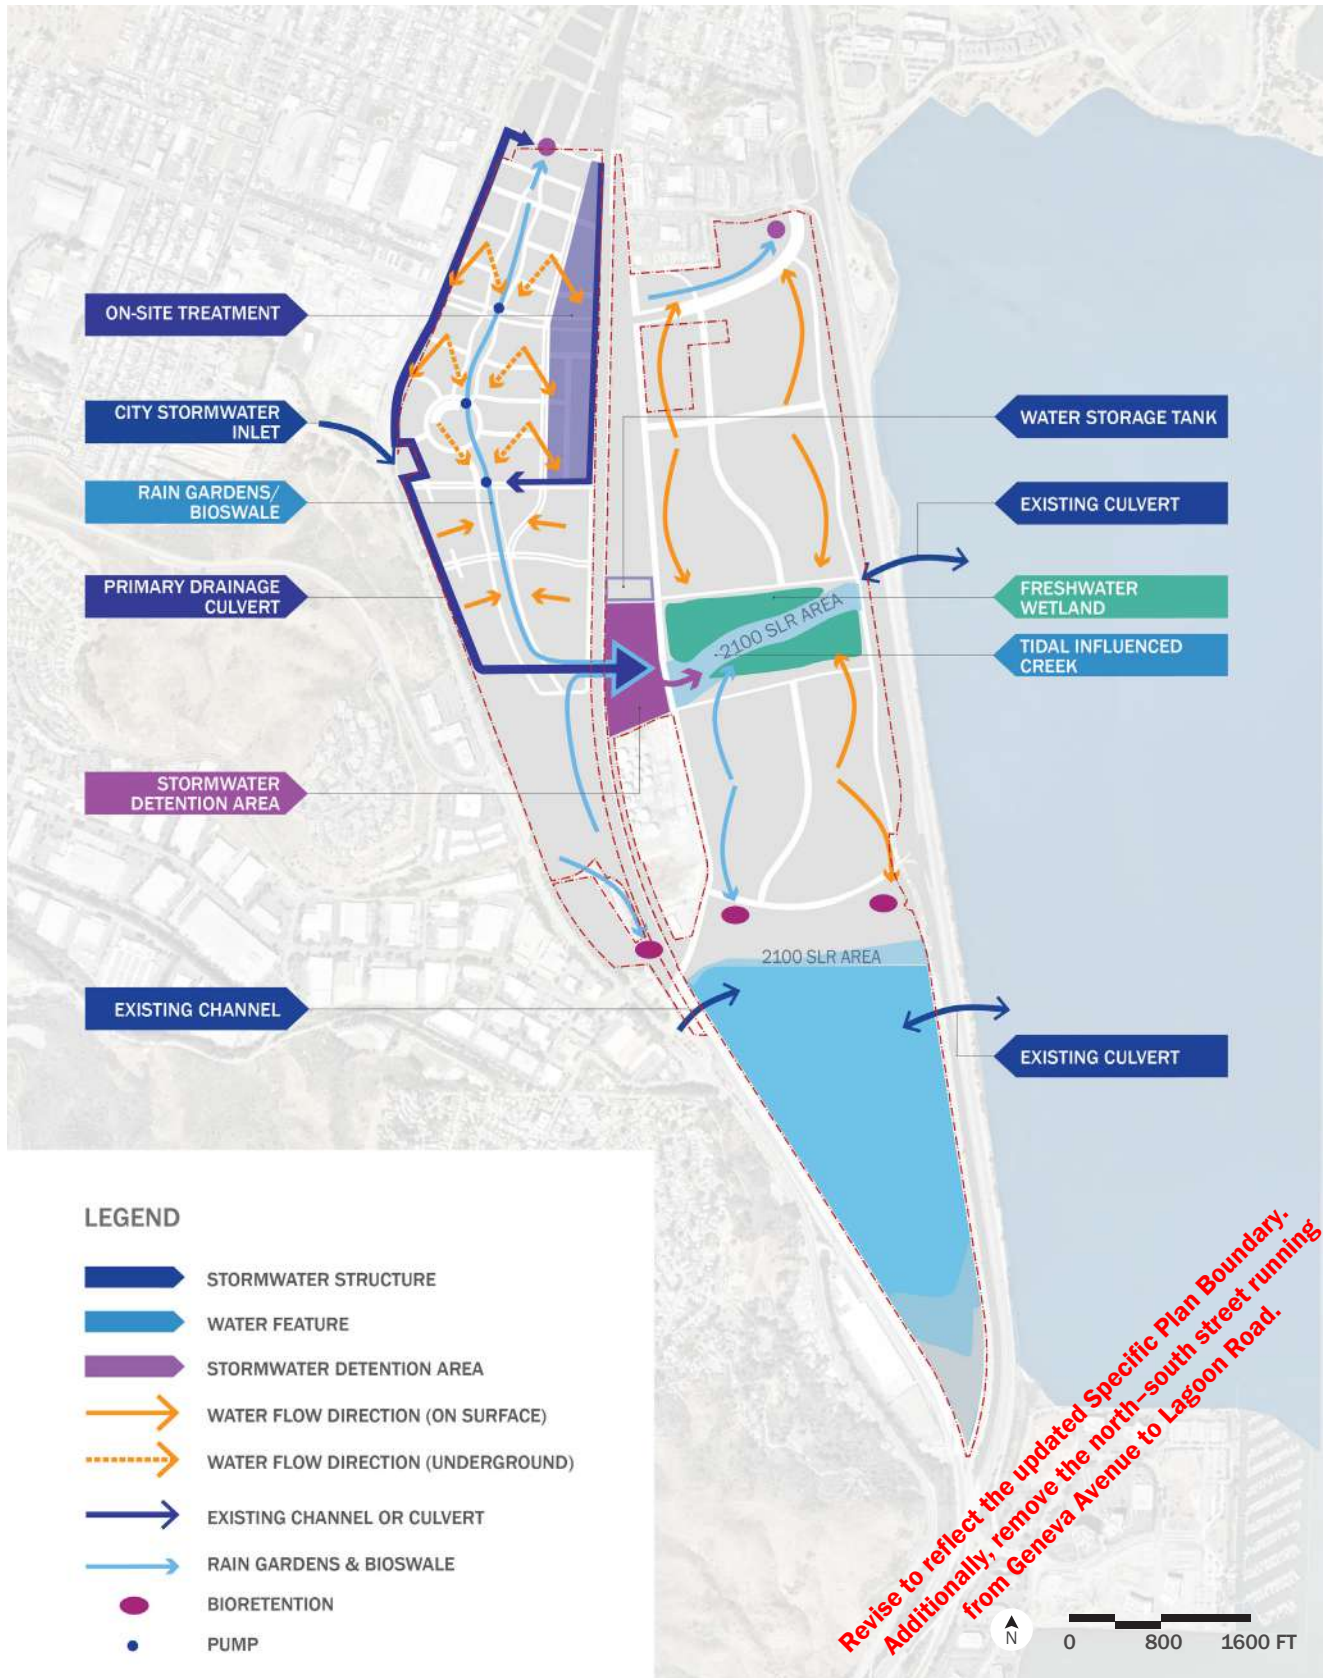 ON-SITE TREATMENT
CITY STORMWATER
INLET
RAIN GARDENS/
BIOSWALE
PRIMARY DRAINAGE
CULVERT
STORMWATER
DETENTION AREA
EXISTING CHANNEL
WATER STORAGE TANK
EXISTING CULVERT
FRESHWATER
WETLAND
TIDAL INFLUENCED
CREEK
EXISTING CULVERT
2100 SLR AREA
2100 SLR AREA
LEGEND
STORMWATER STRUCTURE
WATER FEATURE
STORMWATER DETENTION AREA
WATER FLOW DIRECTION (ON SURFACE)
WATER FLOW DIRECTION (UNDERGROUND)
EXISTING CHANNEL OR CULVERT
RAIN GARDENS & BIOSWALE
BIORETENTION
PUMP
Revise to reflect the updated Specific Plan Boundary.
Additionally, remove the north–south street running
from Geneva Avenue to Lagoon Road.
N
0 800 1600 FT